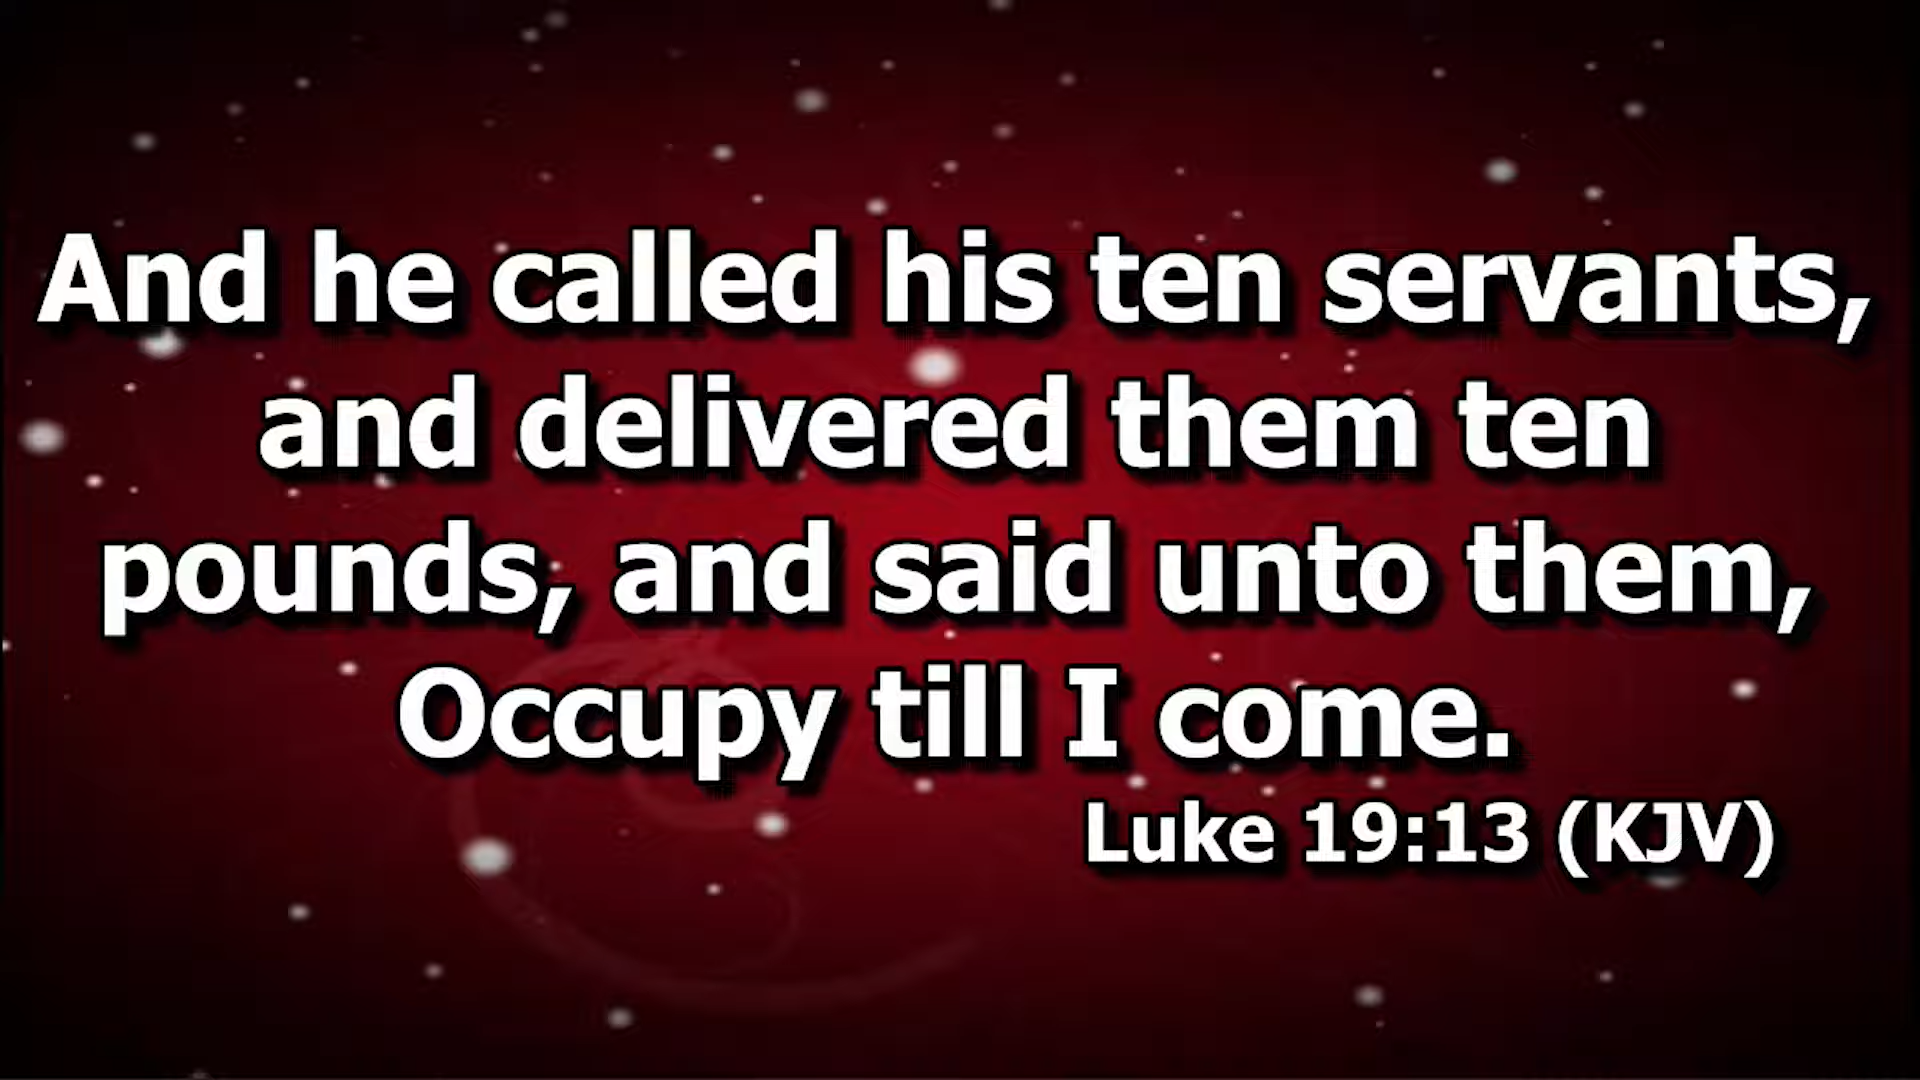 And he called his ten servants,
and delivered them ten
pounds, and said unto them,
Occupy till I come.
Luke 19:13 (KJV)